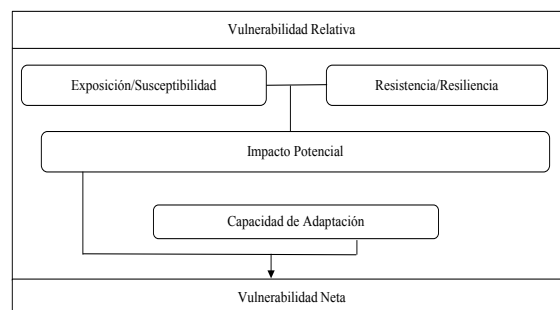 Vulnerabilidad Relativa
Exposición/Susceptibilidad
Resistencia/Resiliencia
Impacto Potencial
Capacidad de Adaptación
Vulnerabilidad Neta